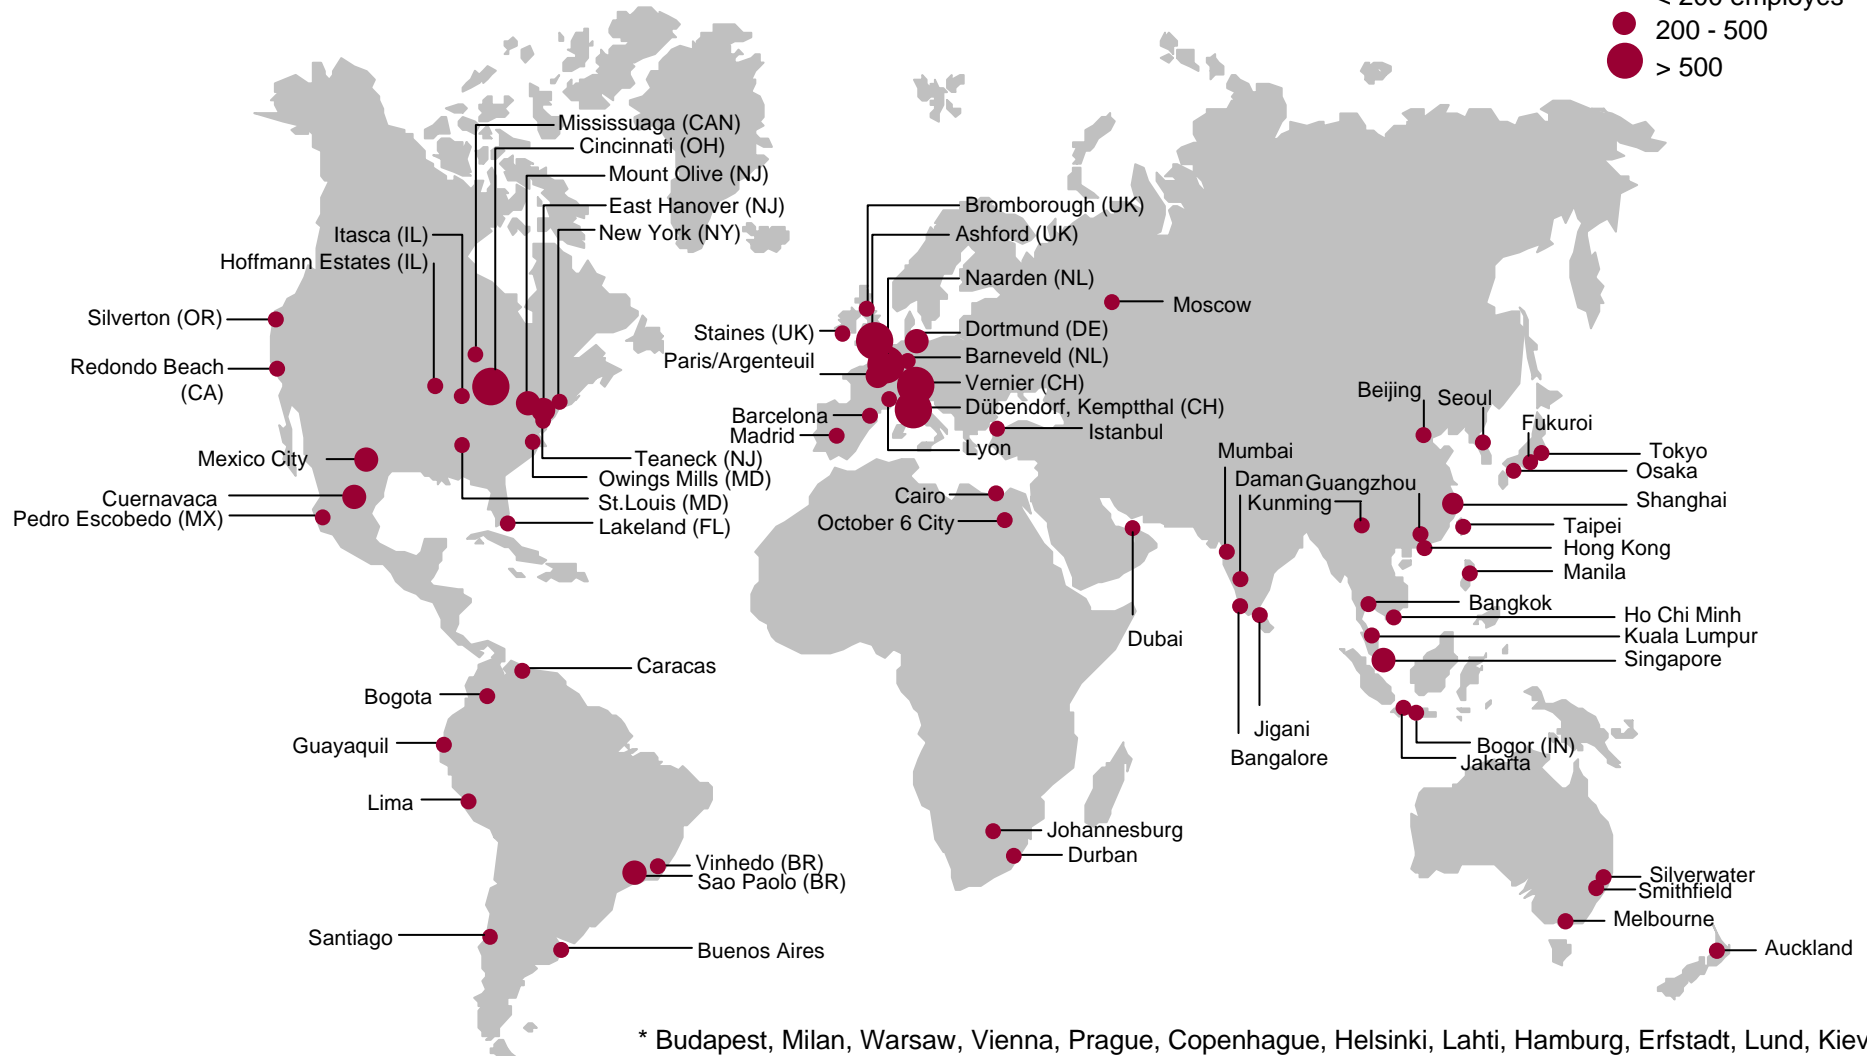 < 200 employes
200 - 500
> 500
Mississuaga (CAN)
Cincinnati (OH)
Mount Olive (NJ)
East Hanover (NJ)
New York (NY)
Itasca (IL)
Hoffmann Estates (IL)
Silverton (OR)
Redondo Beach
(CA)
Mexico City
Cuernavaca
Pedro Escobedo (MX)
Teaneck (NJ)
Owings Mills (MD)
St.Louis (MD)
Lakeland (FL)
Caracas
Bogota
Guayaquil
Lima
Vinhedo (BR)
Sao Paolo (BR)
Santiago
Buenos Aires
Bromborough (UK)
Ashford (UK)
Naarden (NL)
Moscow
Staines (UK)
Dortmund (DE)
Paris/Argenteuil
Barneveld (NL)
Vernier (CH)
Dübendorf, Kemptthal (CH)
Barcelona
Istanbul
Madrid
Lyon
Cairo
October 6 City
Dubai
Johannesburg
Durban
Mumbai
Daman
Guangzhou
Kunming
Beijing
Seoul
Fukuroi
Tokyo
Osaka
Shanghai
Taipei
Hong Kong
Manila
Bangkok
Ho Chi Minh
Kuala Lumpur
Singapore
Jigani
Bangalore
Bogor (IN)
Jakarta
Silverwater
Smithfield
Melbourne
Auckland
* Budapest, Milan, Warsaw, Vienna, Prague, Copenhague, Helsinki, Lahti, Hamburg, Erfstadt, Lund, Kiev